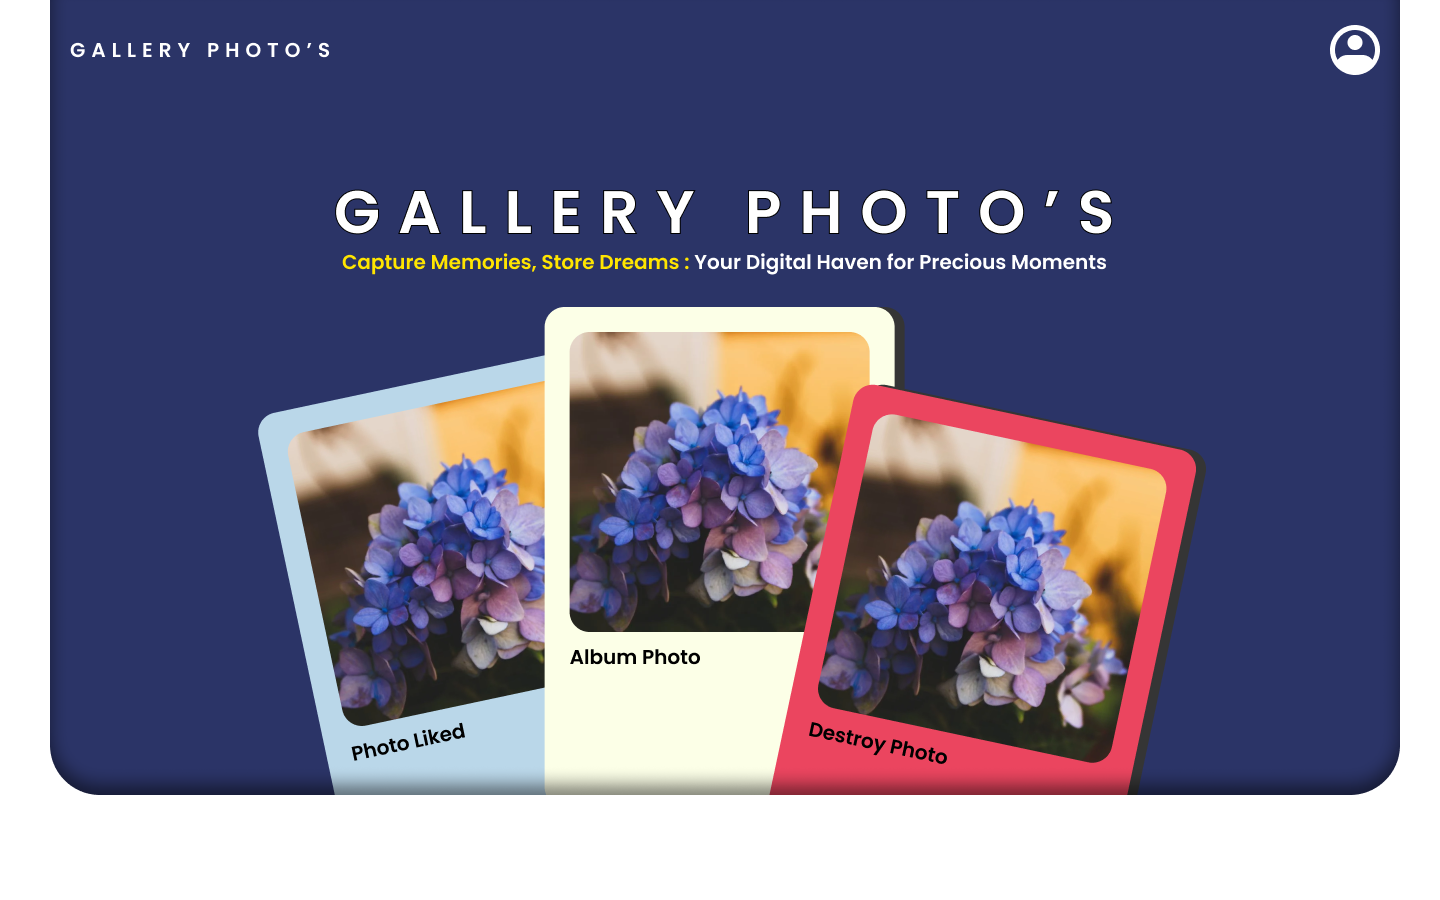 GALLERY PHOTO’S
GALLERY PHOTO’S
Capture Memories, Store Dreams : Your Digital Haven for Precious Moments
Album Photo
Photo Liked
Destroy Photo